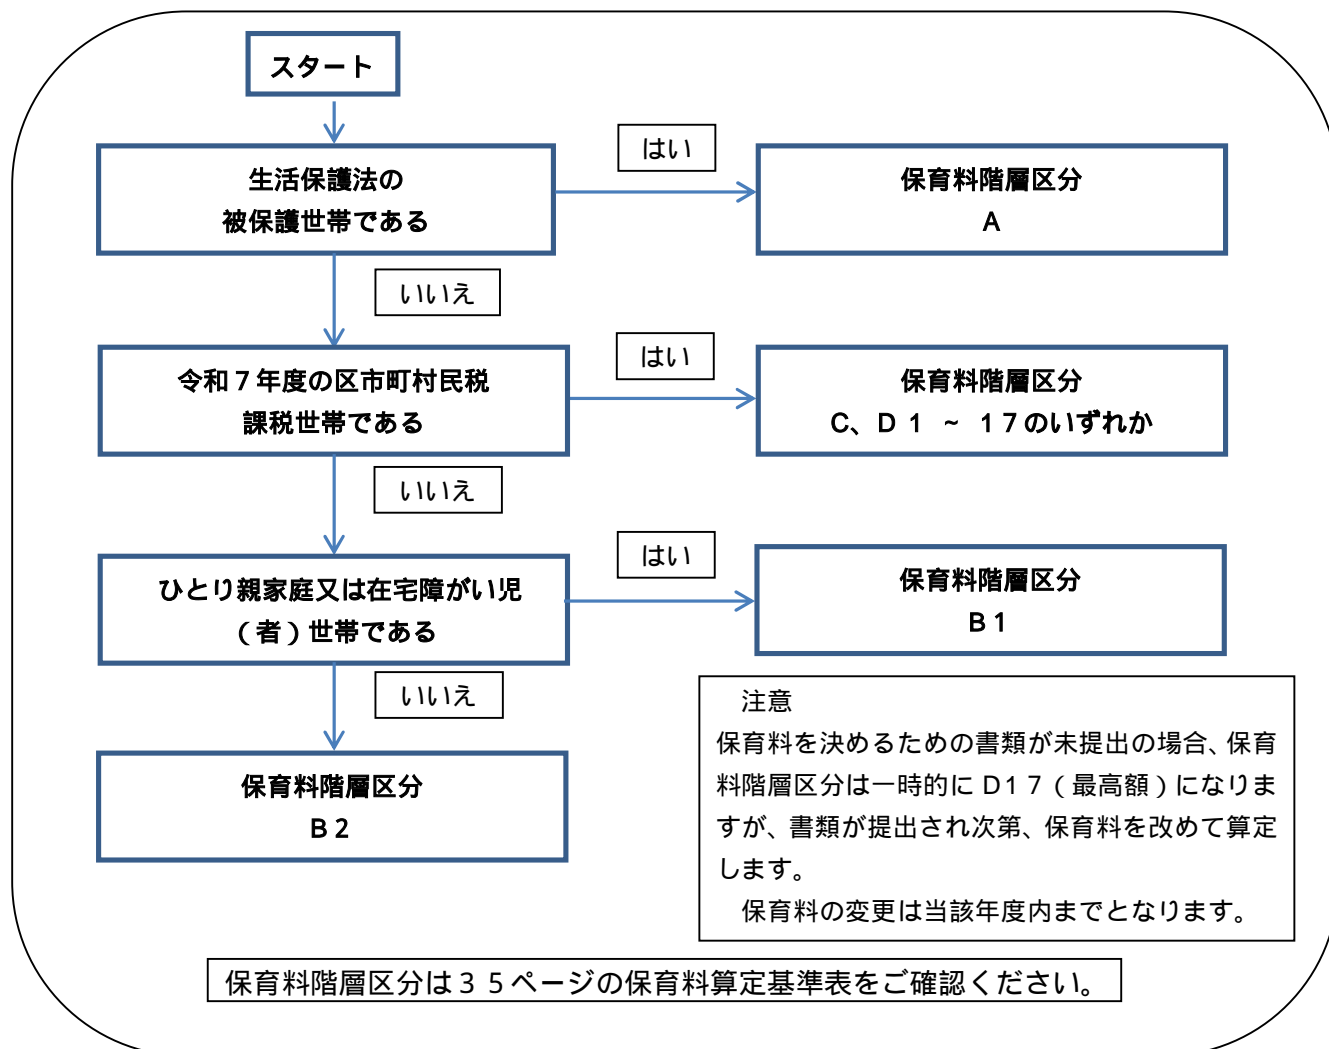 スタート
生活保護法の
被保護世帯である
はい
保育料階層区分
A
いいえ
令和７年度の区市町村民税
課税世帯である
はい
保育料階層区分
C、D１ ~ １７のいずれか
いいえ
ひとり親家庭又は在宅障がい児
（者）世帯である
はい
保育料階層区分
B１
いいえ
保育料階層区分
B２
注意
保育料を決めるための書類が未提出の場合、保育
料階層区分は一時的にD１７（最高額）になりま
すが、書類が提出され次第、保育料を改めて算定
します。
保育料の変更は当該年度内までとなります。
保育料階層区分は３５ページの保育料算定基準表をご確認ください。